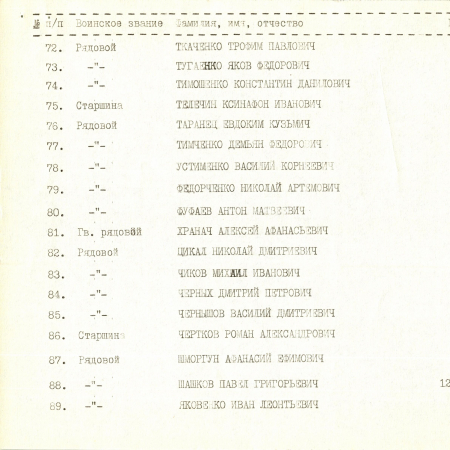 № п/п Воинское звание Фамилия, имя, отчество
72. Рядовой ТКАЧЕНКО ТРОФИМ ПАВЛОВИЧ
73. -"- ТУГАЕНКО ЯКОВ ФЕДОРОВИЧ
74. -"- ТИМОШЕНКО КОНСТАНТИН ДАНИЛОВИЧ
75. Старшина ТЕЛЕЧИН КСИНАФОН ИВАНОВИЧ
76. Рядовой ТАРАНЕЦ ЕВДОКИМ КУЗЬМИЧ
77. -"- ТИМЧЕНКО ДЕМЬЯН ФЕДОРОВИЧ
78. -"- УСТИМЕНКО ВАСИЛИЙ КОРНЕЕВИЧ
79. -"- ФЕДОРЧЕНКО НИКОЛАЙ АРТЕМОВИЧ
80. -"- ФУФАЕВ АНТОН МАТВЕЕВИЧ
81. Гв. рядовой ХРАНАЧ АЛЕКСЕЙ АФАНАСЬЕВИЧ
82. Рядовой ЦИКАЛ НИКОЛАЙ ДМИТРИЕВИЧ
83. -"- ЧИКОВ МИХАИЛ ИВАНОВИЧ
84. -"- ЧЕРНЫХ ДМИТРИЙ ПЕТРОВИЧ
85. -"- ЧЕРНЫШОВ ВАСИЛИЙ ДМИТРИЕВИЧ
86. Старшина ЧЕРТКОВ РОМАН АЛЕКСАНДРОВИЧ
87. Рядовой ШМОРГУН АФАНАСИЙ ЕФИМОВИЧ
88. -"- ШАШКОВ ПАВЕЛ ГРИГОРЬЕВИЧ 12
89. -"- ЯКОВЕНКО ИВАН ЛЕОНТЬЕВИЧ